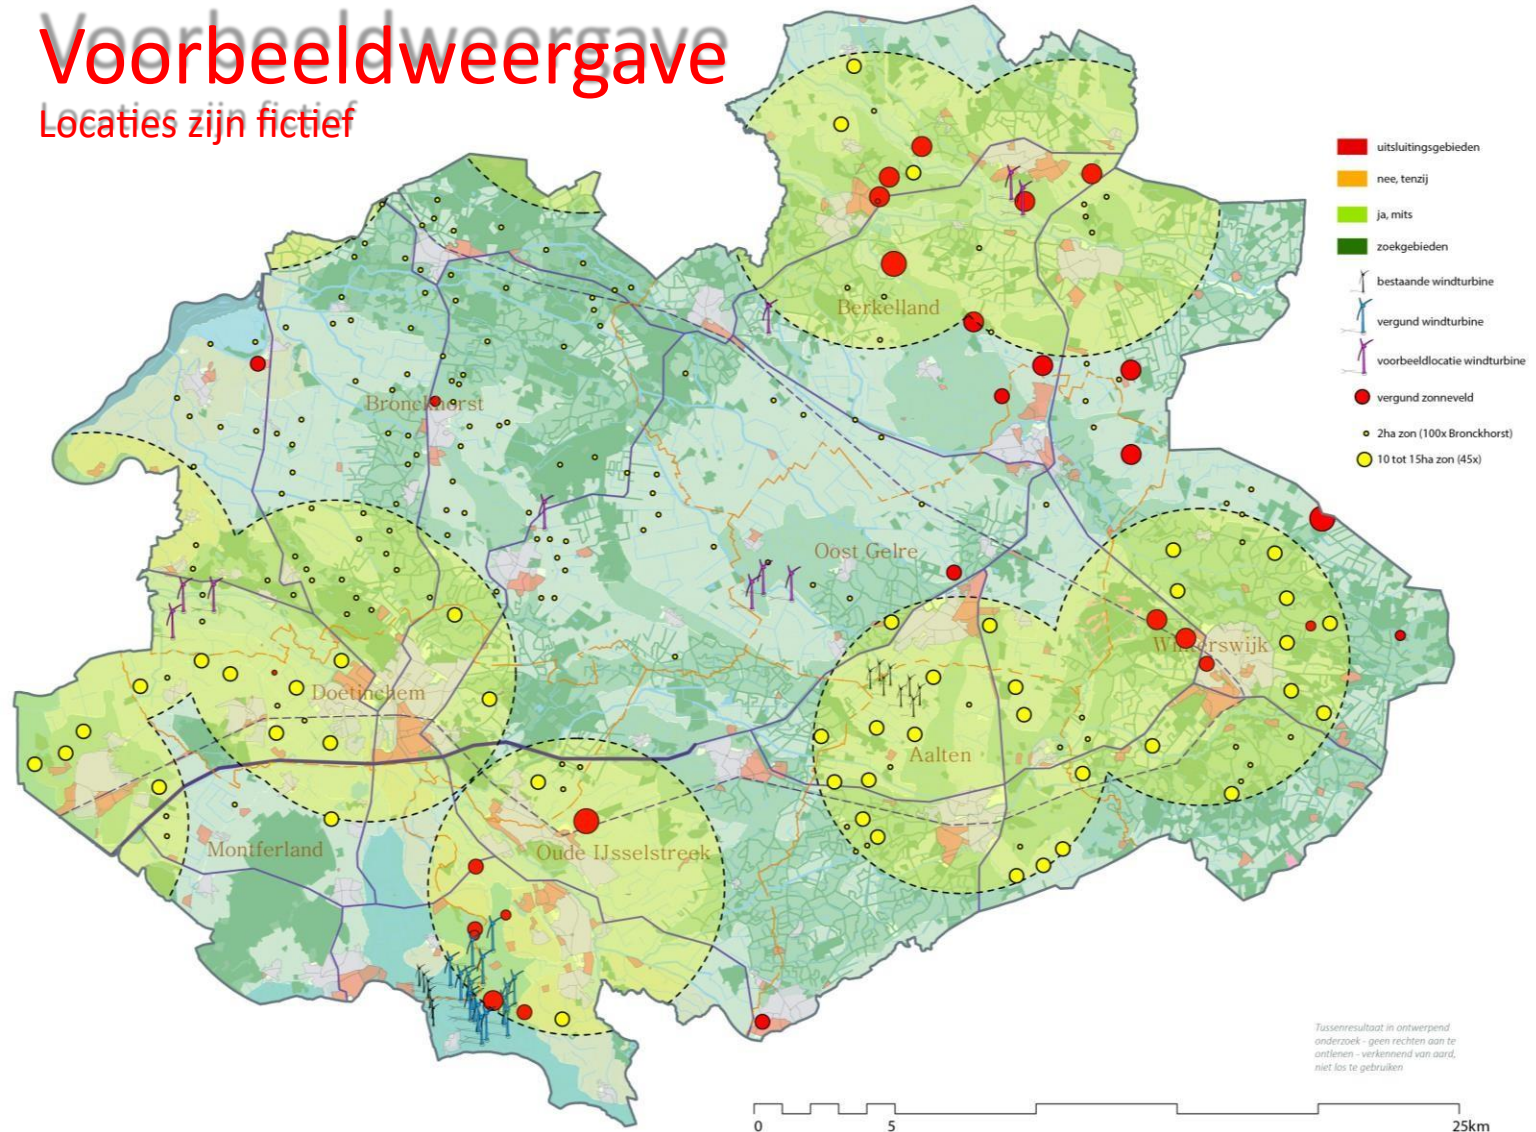 Voorbeeldweergave
Locaties zijn fictief
uitsluitingsgebieden
nee, tenzij
ja, mits
zoekgebieden
bestaande windturbine
vergund windturbine
voorbeeldlocatie windturbine
vergund zonneveld
2ha zon (100x Bronckhorst)
10 tot 15ha zon (45x)
Berkelland
Bronckhorst
Oost Gelre
Winterswijk
Doetinchem
Aalten
Montferland
Oude IJsselstreek
Tussenresultaat in ontwerpend
onderzoek - geen rechten aan te
ontlenen - verkennend van aard,
niet los te gebruiken
0 5 25km